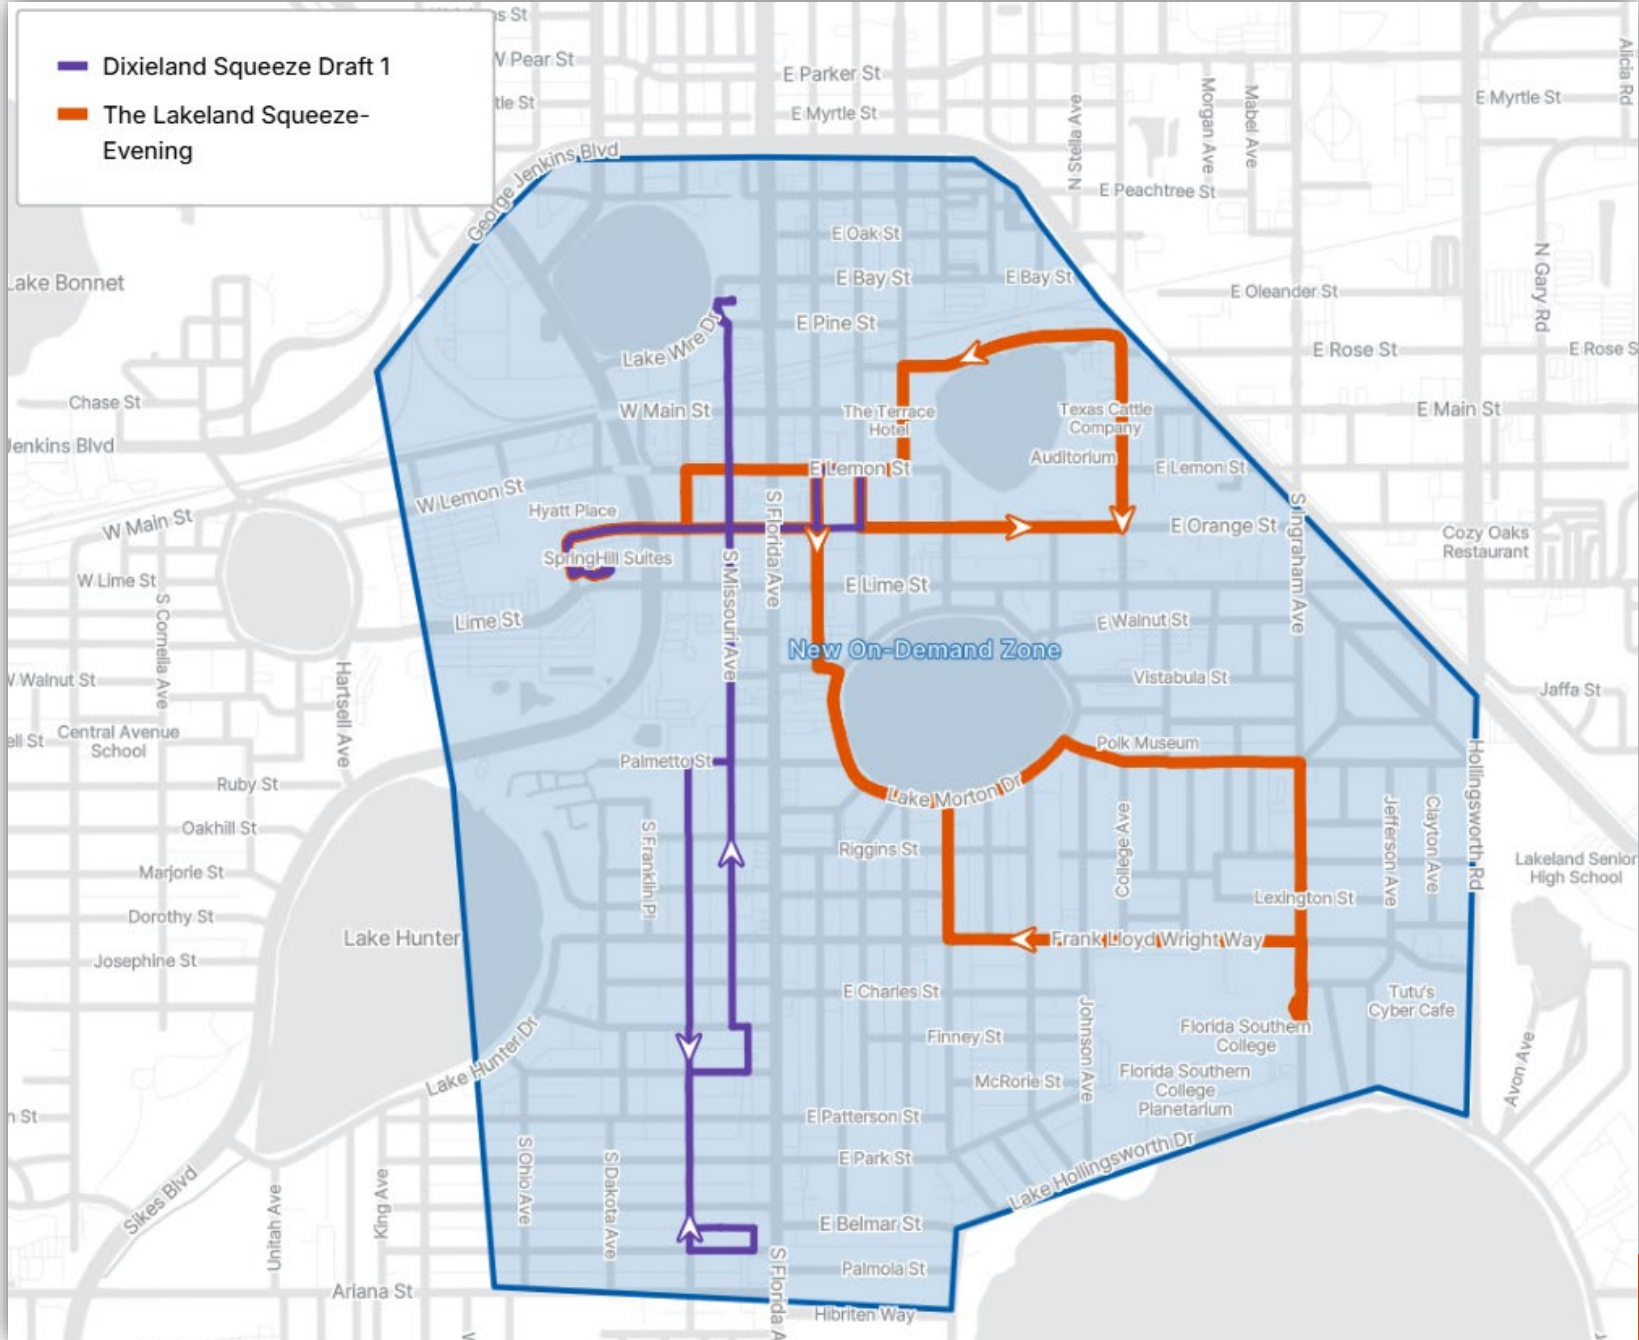 Dixieland Squeeze Draft 1
The Lakeland Squeeze-
Evening
W Pear St
E Parker St
E Myrtle St
E Myrtle St
Alicia Rd
N Stella Ave
Morgan Ave
Mabel Ave
George Jenkins Blvd
E Peachtree St
E Oak St
Lake Bonnet
E Bay St
E Bay St
E Oleander St
N Gary Rd
E Pine St
Lake Wire Dr
E Rose St
E Rose S
Chase St
W Main St
The Terrace
Hotel
Texas Cattle
Company
E Main St
Jenkins Blvd
Auditorium
E Lemon St
E Lemon St
W Lemon St
Hyatt Place
W Main St
S Florida Ave
E Orange St
S Ingraham Ave
Cozy Oaks
Restaurant
SpringHill Suites
W Lime St
E Lime St
S Missouri Ave
S Cornelia Ave
Lime St
E Walnut St
New On-Demand Zone
W Walnut St
Hartsell Ave
Vistabula St
Jaffa St
ell St
Central Avenue
School
Polk Museum
Palmetto St
Hollingsworth Rd
Ruby St
Lake Morton Dr
Oakhill St
S Franklin Pl
Riggins St
College Ave
Jefferson Ave
Clayton Ave
Lakeland Senior
High School
Marjorie St
Lexington St
Dorothy St
Lake Hunter
Frank Lloyd Wright Way
Josephine St
E Charles St
Tutu's
Cyber Cafe
Finney St
Johnson Ave
Florida Southern
College
Lake Hunter Dr
McRorie St
Florida Southern
College
Planetarium
Avon Ave
n St
E Patterson St
S Ohio Ave
S Dakota Ave
E Park St
Lake Hollingsworth Dr
Sikes Blvd
Unitah Ave
King Ave
E Belmar St
S Florida A
Palmola St
Ariana St
Hibriten Way